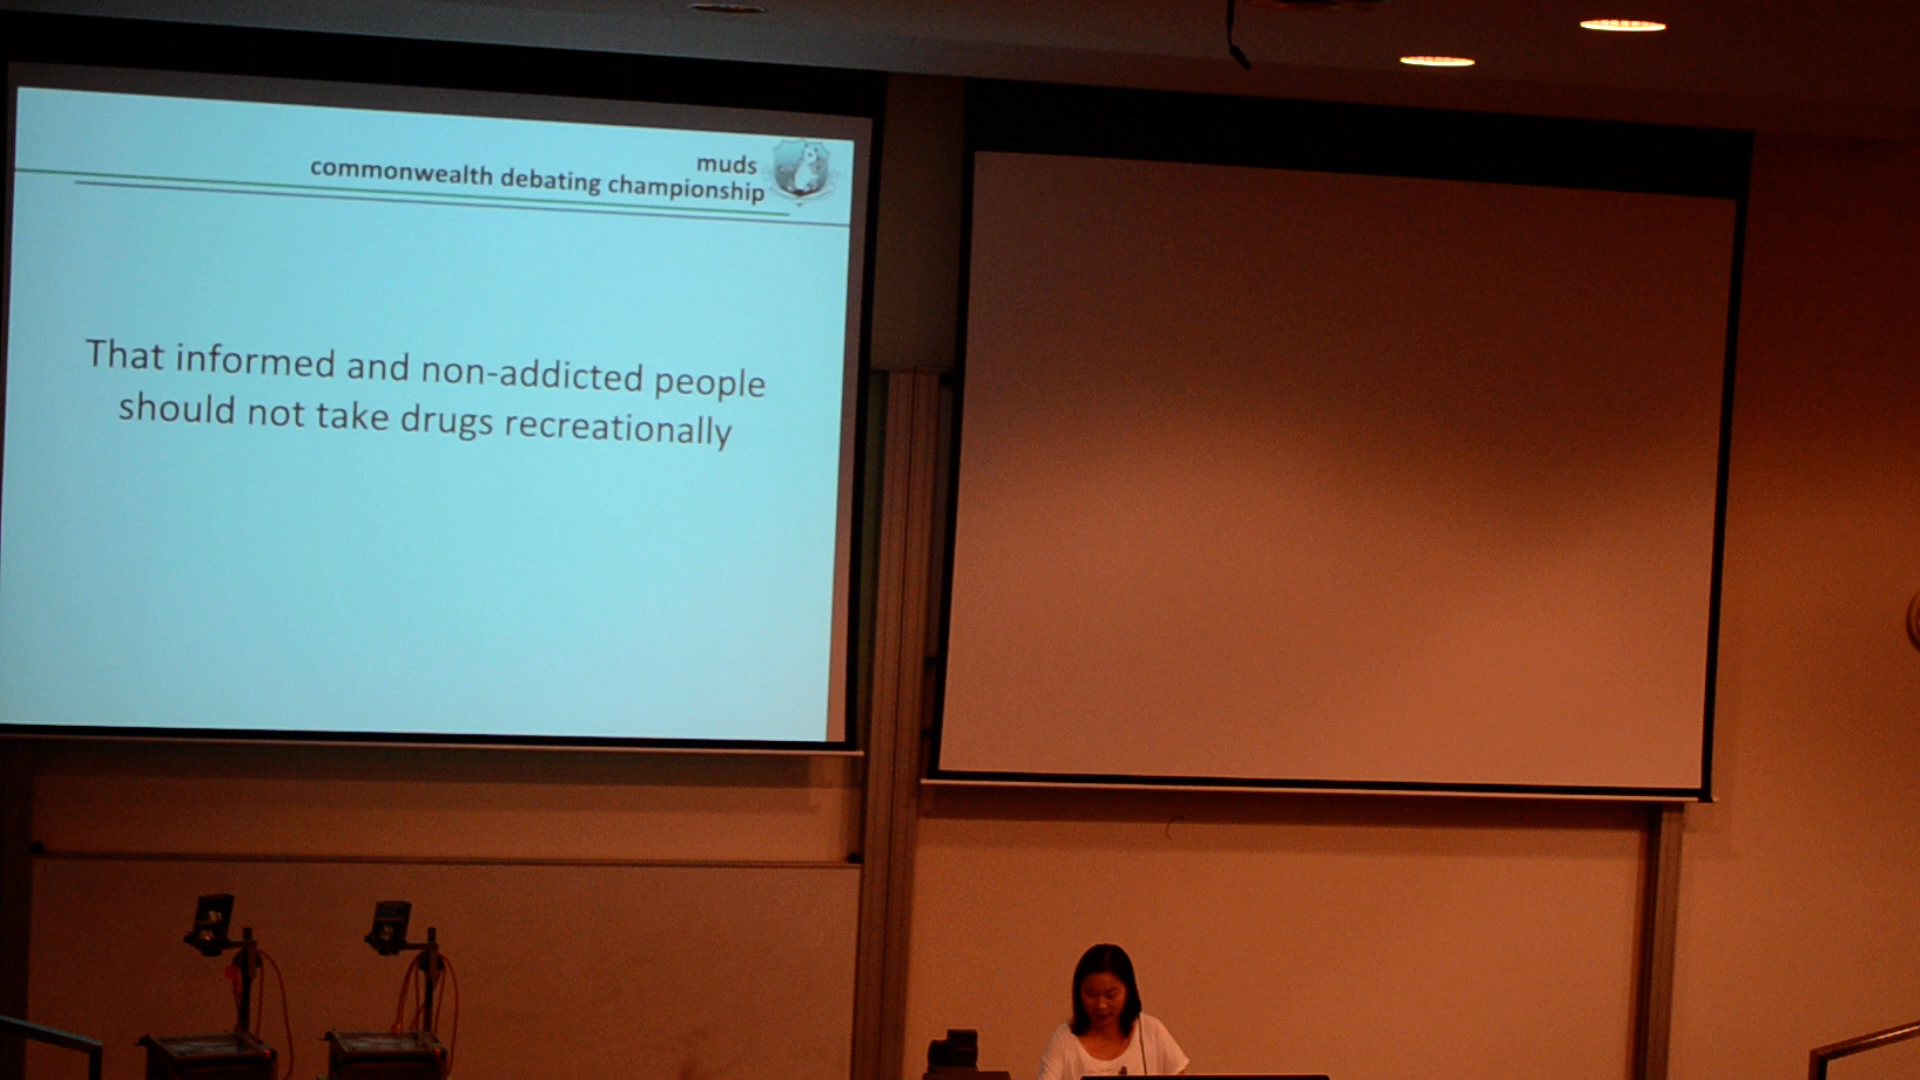 muds
commonwealth debating championship
That informed and non-addicted people
should not take drugs recreationally